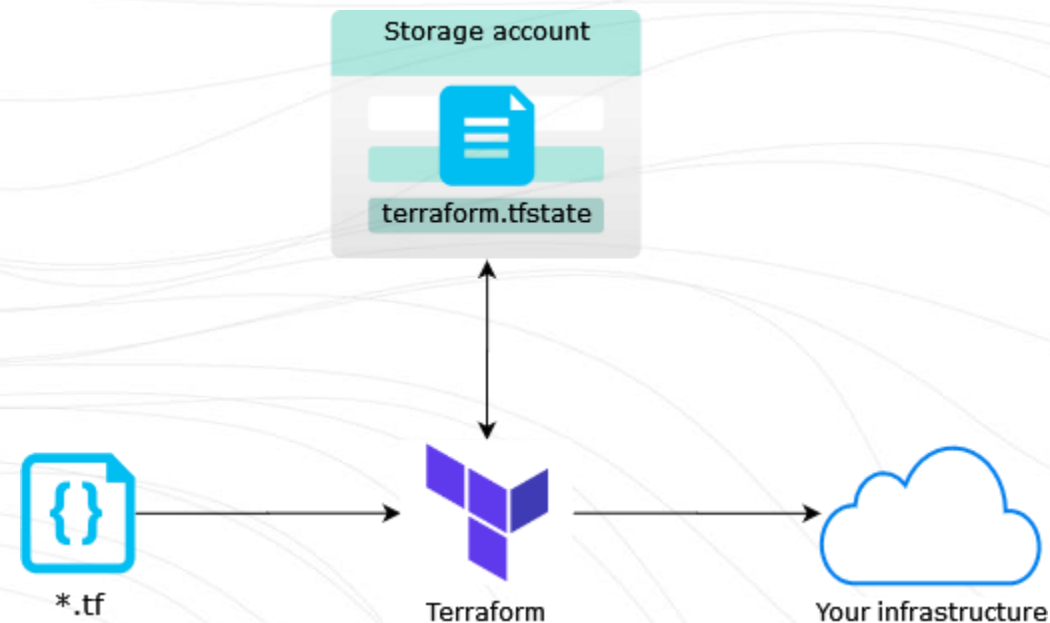 Storage account
terraform.tfstate
{}
*.tf
Terraform
Your infrastructure